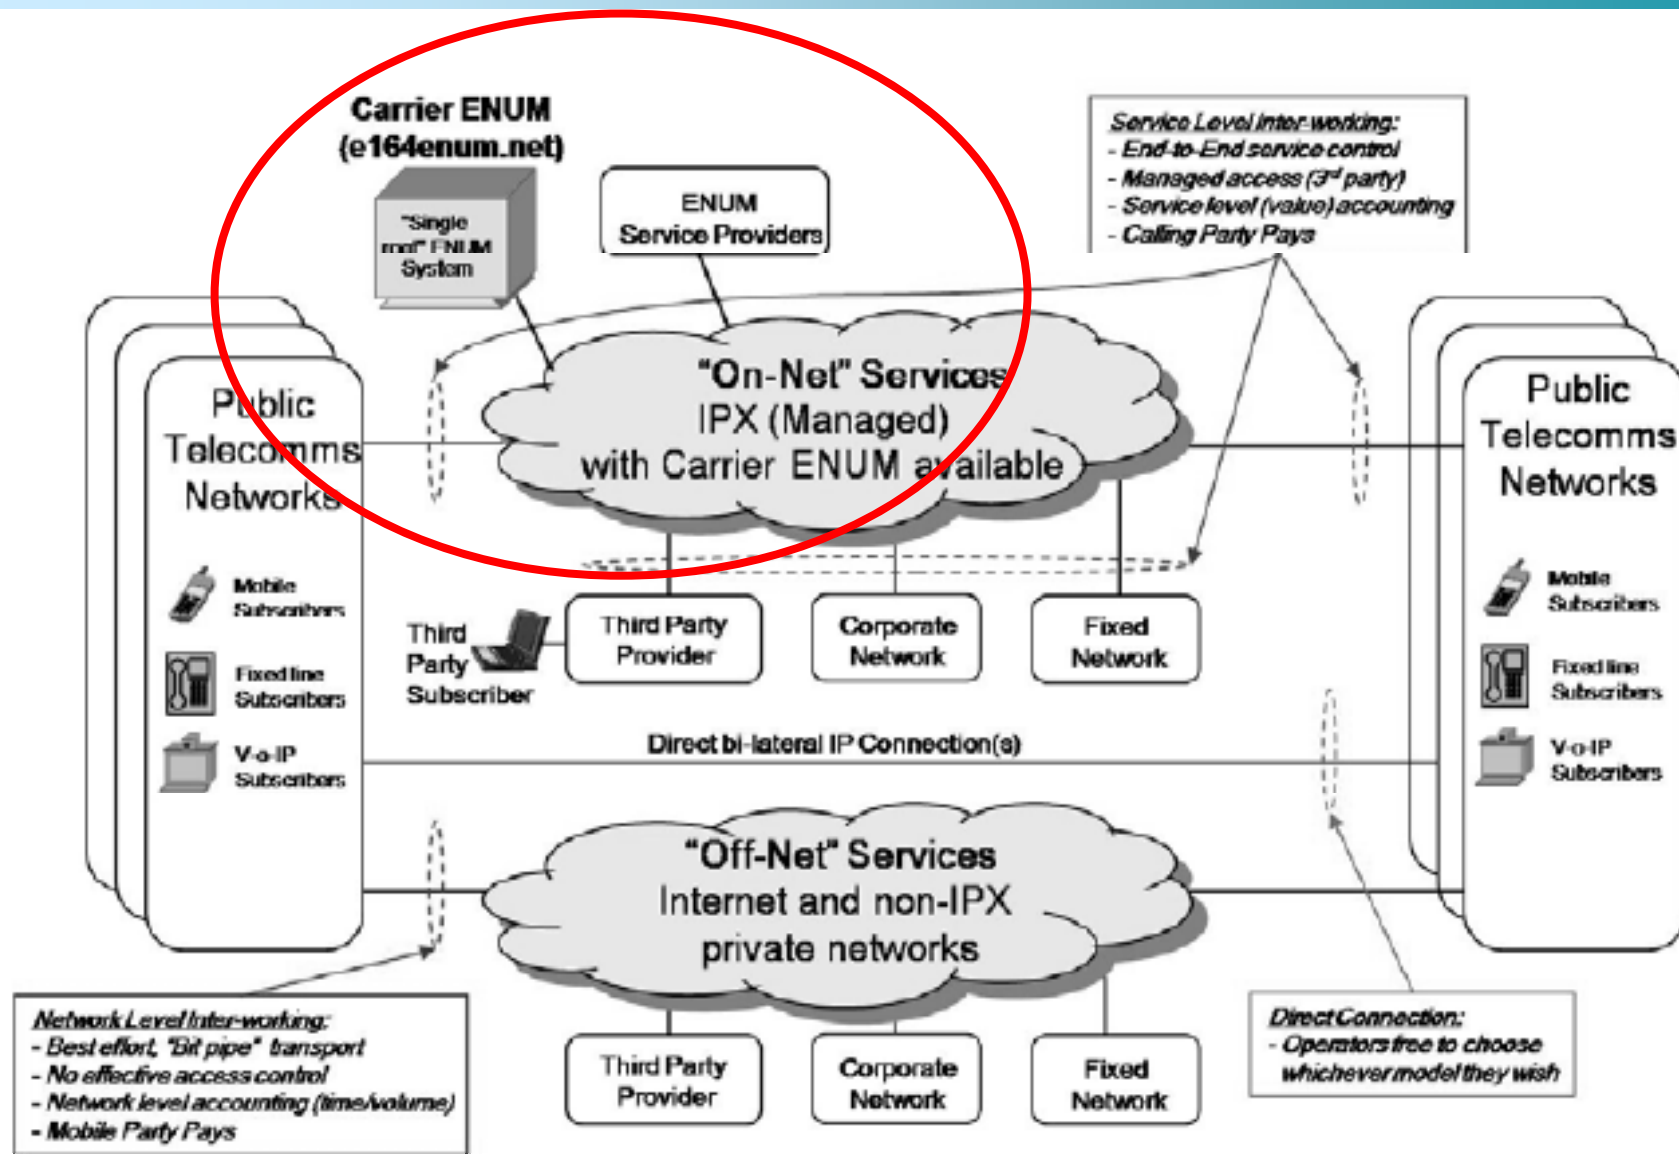 Carrier ENUM
(e164enum.net)
"Single
root" ENUM
System
ENUM
Service Providers
Service Level Inter-working:
- End-to-End service control
- Managed access (3rd party)
- Service level (value) accounting
- Calling Party Pays
"On-Net" Services
IPX (Managed)
with Carrier ENUM available
Public
Telecomms
Networks
Mobile
Subscribers
Fixed line
Subscribers
V-o-IP
Subscribers
Public
Telecomms
Networks
Mobile
Subscribers
Fixed line
Subscribers
V-o-IP
Subscribers
Third
Party
Subscriber
Third Party
Provider
Corporate
Network
Fixed
Network
Direct bi-lateral IP Connection(s)
"Off-Net" Services
Internet and non-IPX
private networks
Network Level Inter-working:
- Best effort, "Bit pipe" transport
- No effective access control
- Network level accounting (time/volume)
- Mobile Party Pays
Third Party
Provider
Corporate
Network
Fixed
Network
Direct Connection:
- Operators free to choose
whichever model they wish